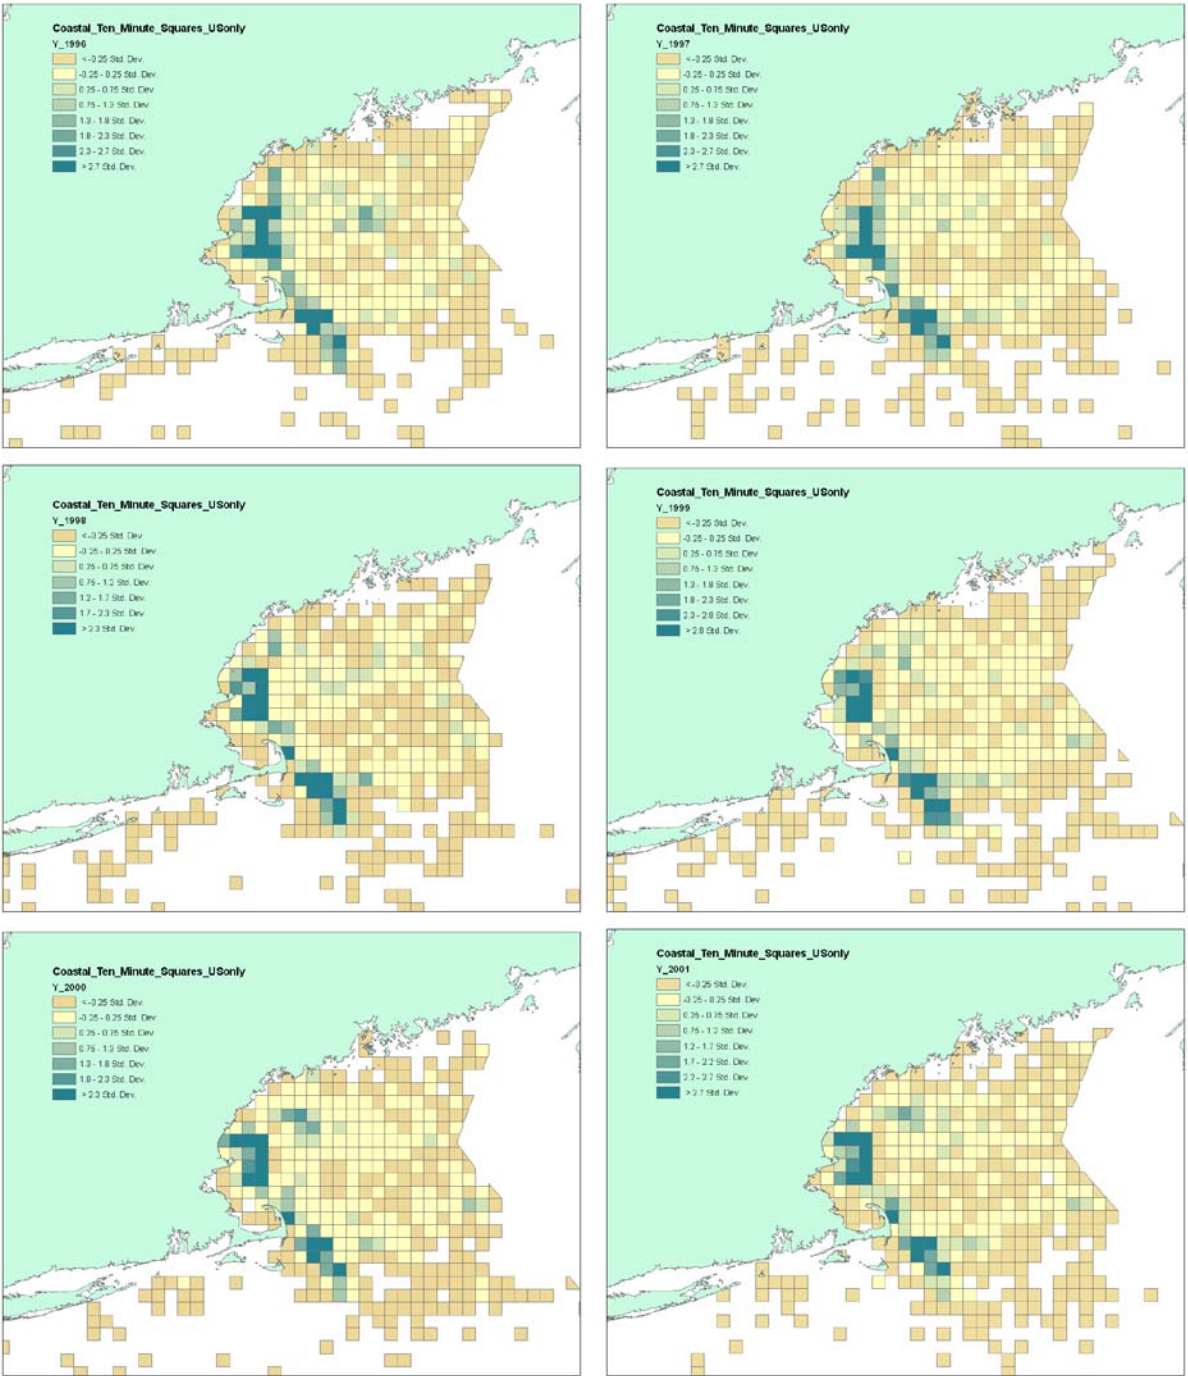 Coastal_Ten_Minute_Squares_USonly
Y_1996
<-0.25 Std. Dev.
-0.25 - 0.25 Std. Dev.
0.25 - 0.75 Std. Dev.
0.75 - 1.3 Std. Dev.
1.3 - 1.8 Std. Dev.
1.8 - 2.3 Std. Dev.
2.3 - 2.7 Std. Dev.
> 2.7 Std. Dev.
Coastal_Ten_Minute_Squares_USonly
Y_1997
<-0.25 Std. Dev.
-0.25 - 0.25 Std. Dev.
0.25 - 0.75 Std. Dev.
0.75 - 1.3 Std. Dev.
1.3 - 1.8 Std. Dev.
1.8 - 2.3 Std. Dev.
2.3 - 2.7 Std. Dev.
> 2.7 Std. Dev.
Coastal_Ten_Minute_Squares_USonly
Y_1998
<-0.25 Std. Dev.
-0.25 - 0.25 Std. Dev.
0.25 - 0.75 Std. Dev.
0.75 - 1.2 Std. Dev.
1.2 - 1.7 Std. Dev.
1.7 - 2.3 Std. Dev.
> 2.3 Std. Dev.
Coastal_Ten_Minute_Squares_USonly
Y_1999
<-0.25 Std. Dev.
-0.25 - 0.25 Std. Dev.
0.25 - 0.75 Std. Dev.
0.75 - 1.3 Std. Dev.
1.3 - 1.8 Std. Dev.
1.8 - 2.3 Std. Dev.
2.3 - 2.8 Std. Dev.
> 2.8 Std. Dev.
Coastal_Ten_Minute_Squares_USonly
Y_2000
<-0.25 Std. Dev.
-0.25 - 0.25 Std. Dev.
0.25 - 0.75 Std. Dev.
0.75 - 1.3 Std. Dev.
1.3 - 1.8 Std. Dev.
1.8 - 2.3 Std. Dev.
> 2.3 Std. Dev.
Coastal_Ten_Minute_Squares_USonly
Y_2001
<-0.25 Std. Dev.
-0.25 - 0.25 Std. Dev.
0.25 - 0.75 Std. Dev.
0.75 - 1.2 Std. Dev.
1.2 - 1.7 Std. Dev.
1.7 - 2.2 Std. Dev.
2.2 - 2.7 Std. Dev.
> 2.7 Std. Dev.